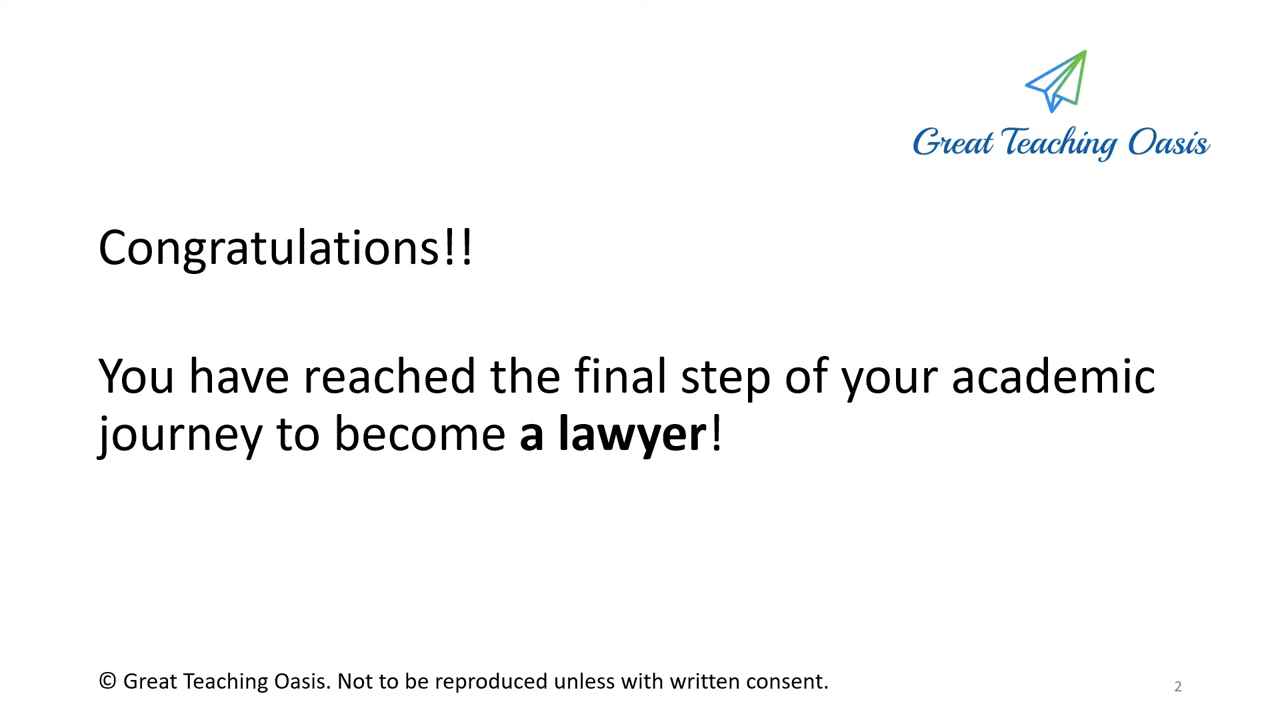 Great Teaching Oasis
Congratulations!!
You have reached the final step of your academic
journey to become a lawyer!
© Great Teaching Oasis. Not to be reproduced unless with written consent.
2